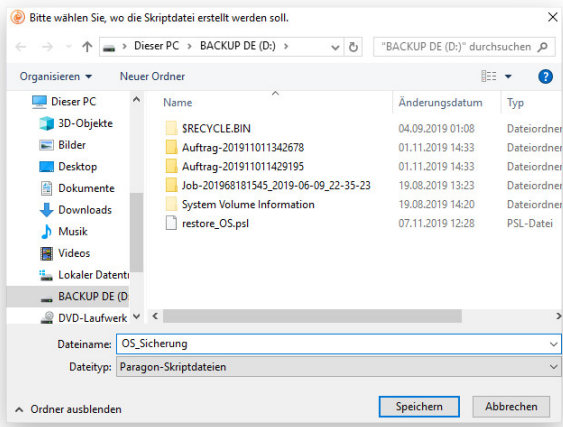 Bitte wählen Sie, wo die Skriptdatei erstellt werden soll.
Dieser PC > BACKUP DE (D:) >
"BACKUP DE (D:)" durchsuchen
Organisieren
Neuer Ordner
Name Änderungsdatum Typ
Dieser PC
3D-Objekte
Bilder
Desktop
Dokumente
Downloads
Musik
Videos
Lokaler Datent
BACKUP DE (D:
DVD-Laufwerk
$RECYCLE.BIN 04.09.2019 01:08 Dateiordner
Auftrag-201911011342678 01.11.2019 14:33 Dateiordner
Auftrag-201911011429195 01.11.2019 14:33 Dateiordner
Job-201968181545_2019-06-09_22-35-23 19.08.2019 13:23 Dateiordner
System Volume Information 19.08.2019 14:20 Dateiordner
restore_OS.psl 07.11.2019 12:28 PSL-Datei
Dateiname: OS_Sicherung
Dateityp: Paragon-Skriptdateien
Ordner ausblenden
Speichern
Abbrechen